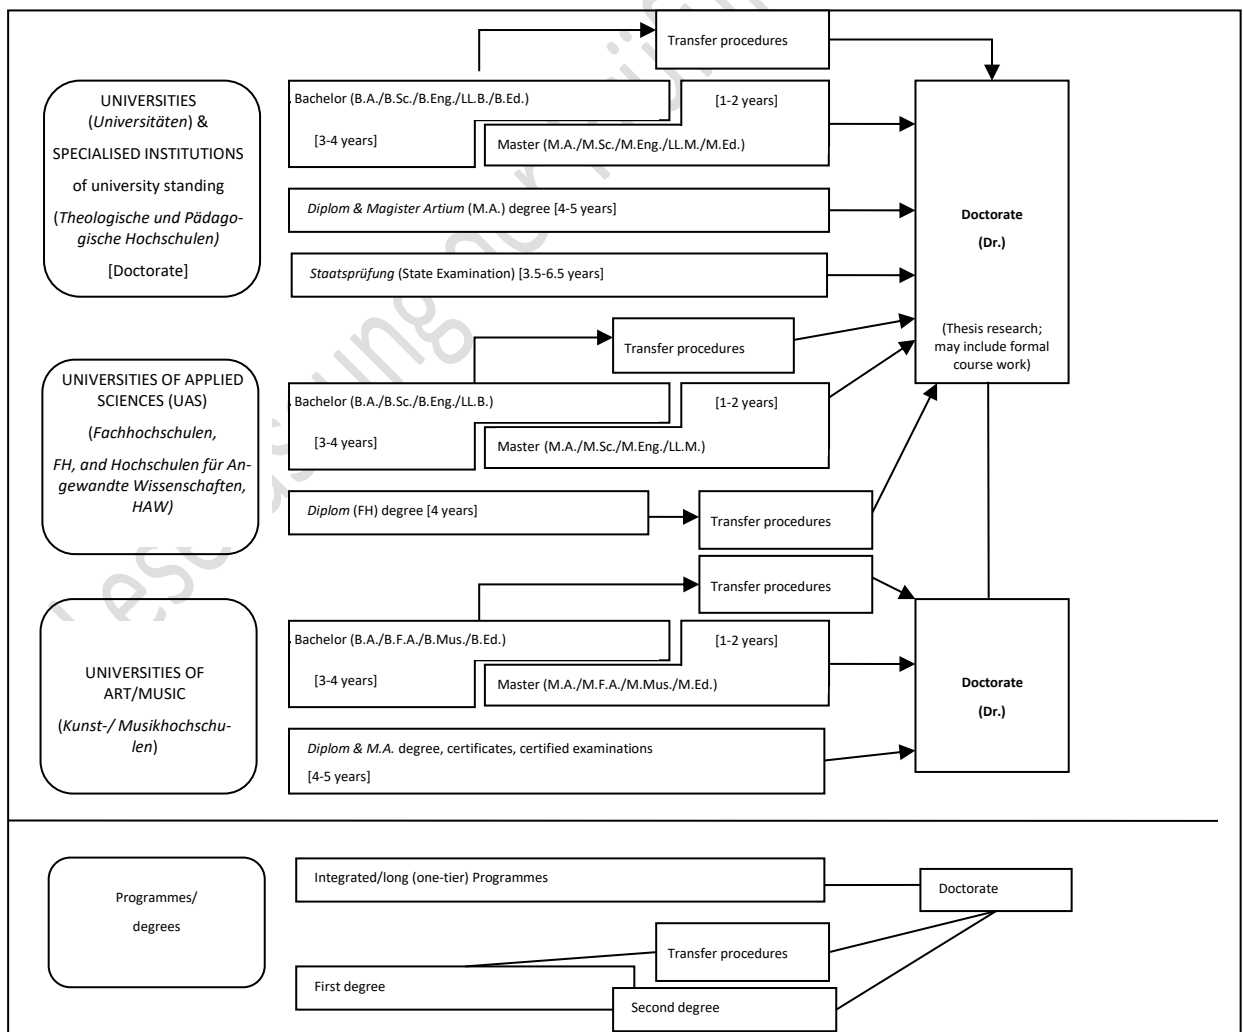 Transfer procedures
UNIVERSITIES
(Universitäten) &
SPECIALISED INSTITUTIONS
of university standing
(Theologische und Pädago-
gische Hochschulen)
[Doctorate]
Bachelor (B.A./B.Sc./B.Eng./LL.B./B.Ed.)
[3-4 years]
[1-2 years]
Master (M.A./M.Sc./M.Eng./LL.M./M.Ed.)
Diplom & Magister Artium (M.A.) degree [4-5 years]
Staatsprüfung (State Examination) [3.5-6.5 years]
Doctorate
(Dr.)
(Thesis research;
may include formal
course work)
Transfer procedures
UNIVERSITIES OF APPLIED
SCIENCES (UAS)
(Fachhochschulen,
FH, and Hochschulen für An-
gewandte Wissenschaften,
HAW)
Bachelor (B.A./B.Sc./B.Eng./LL.B.)
[3-4 years]
[1-2 years]
Master (M.A./M.Sc./M.Eng./LL.M.)
Diplom (FH) degree [4 years]
Transfer procedures
Transfer procedures
UNIVERSITIES OF
ART/MUSIC
(Kunst-/ Musikhochschu-
len)
Bachelor (B.A./B.F.A./B.Mus./B.Ed.)
[3-4 years]
[1-2 years]
Master (M.A./M.F.A./M.Mus./M.Ed.)
Diplom & M.A. degree, certificates, certified examinations
[4-5 years]
Doctorate
(Dr.)
Programmes/
degrees
Integrated/long (one-tier) Programmes
Doctorate
Transfer procedures
First degree
Second degree